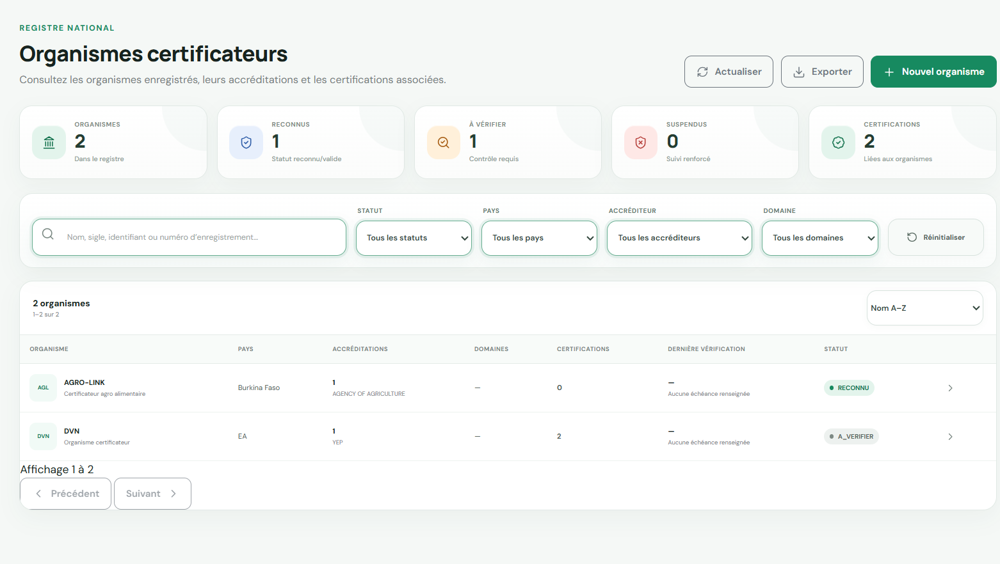 REGISTRE NATIONAL
Organismes certificateurs
Consultez les organismes enregistrés, leurs accréditations et les certifications associées.
Actualiser
Exporter
Nouvel organisme
ORGANISMES
2
Dans le registre
RECONNUS
1
Statut reconnu/valide
À VÉRIFIER
1
Contrôle requis
SUSPENDUS
0
Suivi renforcé
CERTIFICATIONS
2
Liées aux organismes
Nom, sigle, identifiant ou numéro d’enregistrement…
STATUT
Tous les statuts
PAYS
Tous les pays
ACCRÉDITEUR
Tous les accréditeurs
DOMAINE
Tous les domaines
Réinitialiser
2 organismes
1–2 sur 2
Nom A–Z
ORGANISME PAYS ACCRÉDITATIONS DOMAINES CERTIFICATIONS DERNIÈRE VÉRIFICATION STATUT
AGL
AGRO-LINK
Certificateur agro alimentaire
Burkina Faso
1
AGENCY OF AGRICULTURE
—
0
—
Aucune échéance renseignée
RECONNU
DVN
DVN
Organisme certificateur
EA
1
YEP
—
2
—
Aucune échéance renseignée
A_VERIFIER
Affichage 1 à 2
Précédent
Suivant